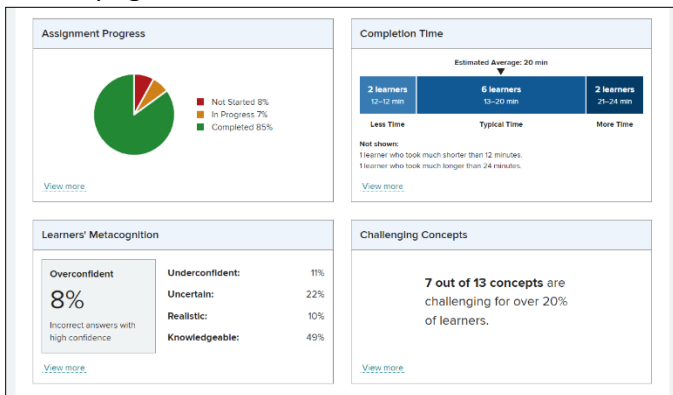 Assignment Progress
Not Started 8%
In Progress 7%
Completed 85%
View more
Completion Time
Estimated Average: 20 min
2 learners
12–12 min
6 learners
13–20 min
2 learners
21–24 min
Less Time
Typical Time
More Time
Not shown:
1 learner who took much shorter than 12 minutes.
1 learner who took much longer than 24 minutes.
View more
Learners' Metacognition
Overconfident
8%
Incorrect answers with
high confidence
Underconfident: 11%
Uncertain: 22%
Realistic: 10%
Knowledgeable: 49%
View more
Challenging Concepts
7 out of 13 concepts are
challenging for over 20%
of learners.
View more